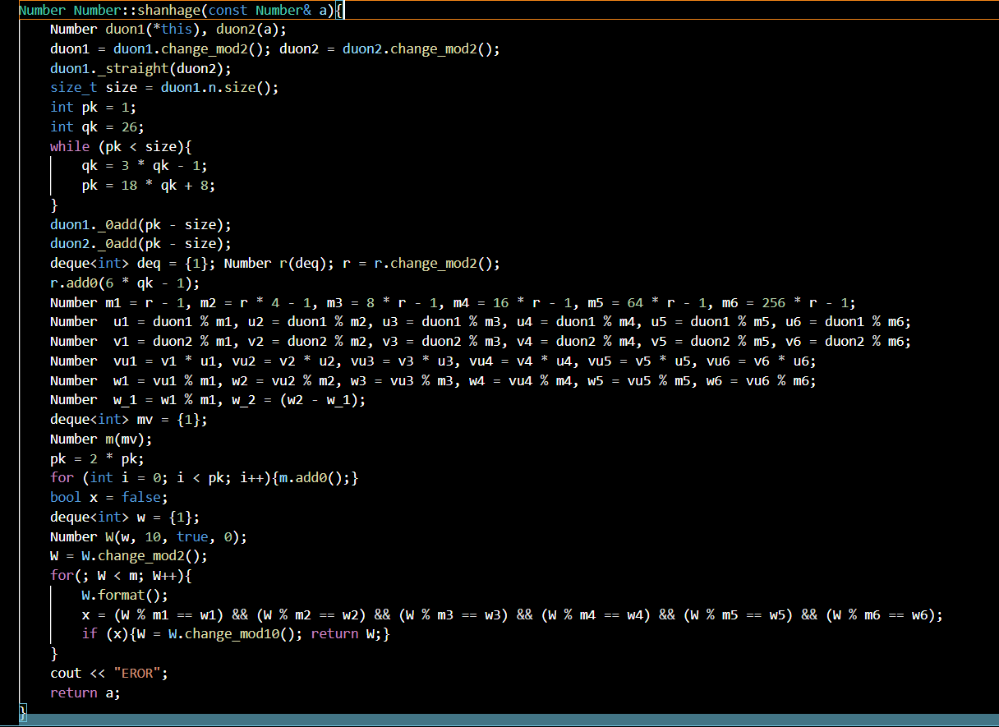 Number Number::shanhage(const Number& a){
    Number duon1(*this), duon2(a);
    duon1 = duon1.change_mod2(); duon2 = duon2.change_mod2();
    duon1._straight(duon2);
    size_t size = duon1.n.size();
    int pk = 1;
    int qk = 26;
    while (pk < size){
        qk = 3 * qk - 1;
        pk = 18 * qk + 8;
    }
    duon1._0add(pk - size);
    duon2._0add(pk - size);
    deque<int> deq = {1}; Number r(deq); r = r.change_mod2();
    r.add0(6 * qk - 1);
    Number m1 = r - 1, m2 = r * 4 - 1, m3 = 8 * r - 1, m4 = 16 * r - 1, m5 = 64 * r - 1, m6 = 256 * r - 1;
    Number  u1 = duon1 % m1, u2 = duon1 % m2, u3 = duon1 % m3, u4 = duon1 % m4, u5 = duon1 % m5, u6 = duon1 % m6;
    Number  v1 = duon2 % m1, v2 = duon2 % m2, v3 = duon2 % m3, v4 = duon2 % m4, v5 = duon2 % m5, v6 = duon2 % m6;
    Number  vu1 = v1 * u1, vu2 = v2 * u2, vu3 = v3 * u3, vu4 = v4 * u4, vu5 = v5 * u5, vu6 = v6 * u6;
    Number  w1 = vu1 % m1, w2 = vu2 % m2, w3 = vu3 % m3, w4 = vu4 % m4, w5 = vu5 % m5, w6 = vu6 % m6;
    Number  w_1 = w1 % m1, w_2 = (w2 - w_1);
    deque<int> mv = {1};
    Number m(mv);
    pk = 2 * pk;
    for (int i = 0; i < pk; i++){m.add0();}
    bool x = false;
    deque<int> w = {1};
    Number W(w, 10, true, 0);
    W = W.change_mod2();
    for(; W < m; W++){
        W.format();
        x = (W % m1 == w1) && (W % m2 == w2) && (W % m3 == w3) && (W % m4 == w4) && (W % m5 == w5) && (W % m6 == w6);
        if (x){W = W.change_mod10(); return W;}
    }
    cout << "EROR";
    return a;
}